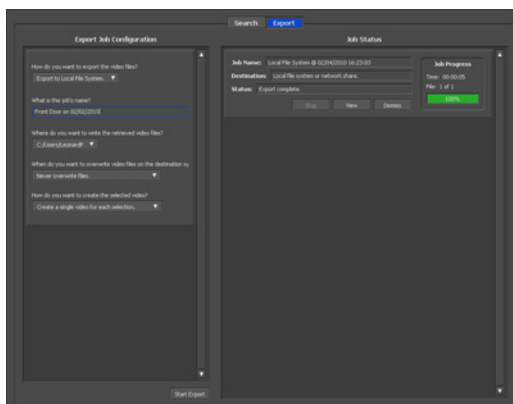 Search
Export
Export Job Configuration
How do you want to export the video files?
Export to Local File System.
What is this job's name?
Front Door on 02/02/2010
Where do you want to write the retrieved video files?
C:/Users/LeonardP
When do you want to overwrite video files on the destination sy
Never overwrite files.
How do you want to create the selected video?
Create a single video for each selection.
Start Export
Job Status
Job Name: Local File System @ 02/04/2010 16:23:03
Destination: Local file system or network share.
Status: Export complete.
Stop
View
Dismiss
Job Progress
Time: 00:00:05
File: 1 of 1
100%